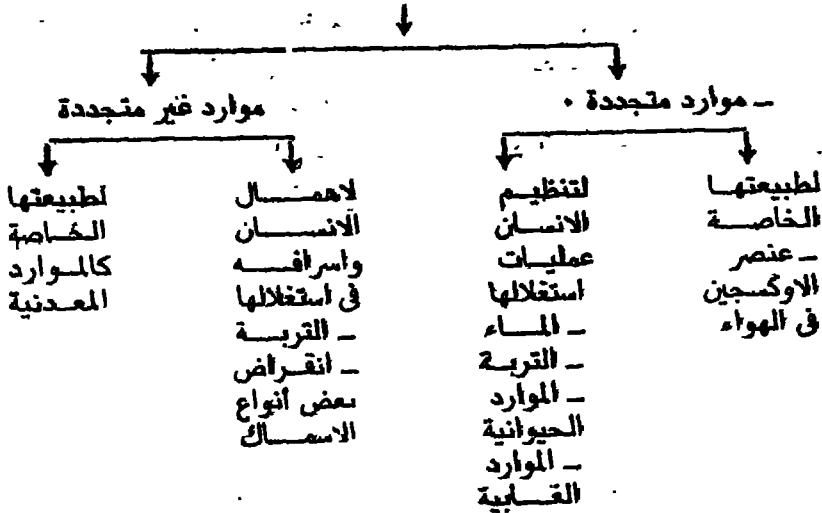 – موارد متجددة .
موارد غير متجددة
لطبيعتها
الخاصة
– عنصر
الاوكسجين
فى الهواء
لتنظيم
الانسان
عمليات
استغلالها
– الماء
– التربة
– الموارد
الحيوانية
– الموارد
الغابية
لاهمال
الانسان
واسرافه
فى استغلالها
– التربة
– انقراض
بعض أنواع
الاسماك
لطبيعتها
الخاصة
كالموارد
المعدنية